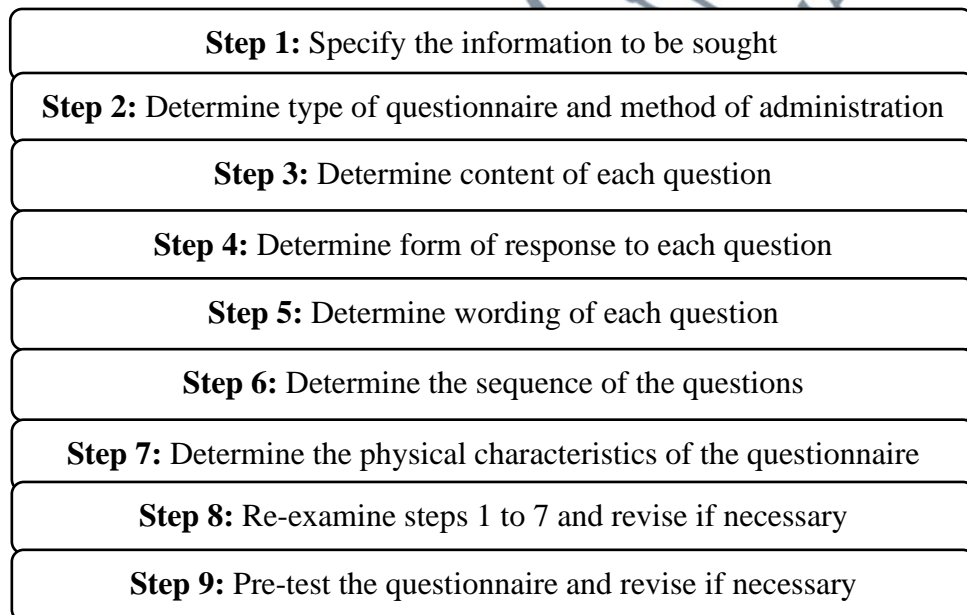 Step 1: Specify the information to be sought
Step 2: Determine type of questionnaire and method of administration
Step 3: Determine content of each question
Step 4: Determine form of response to each question
Step 5: Determine wording of each question
Step 6: Determine the sequence of the questions
Step 7: Determine the physical characteristics of the questionnaire
Step 8: Re-examine steps 1 to 7 and revise if necessary
Step 9: Pre-test the questionnaire and revise if necessary